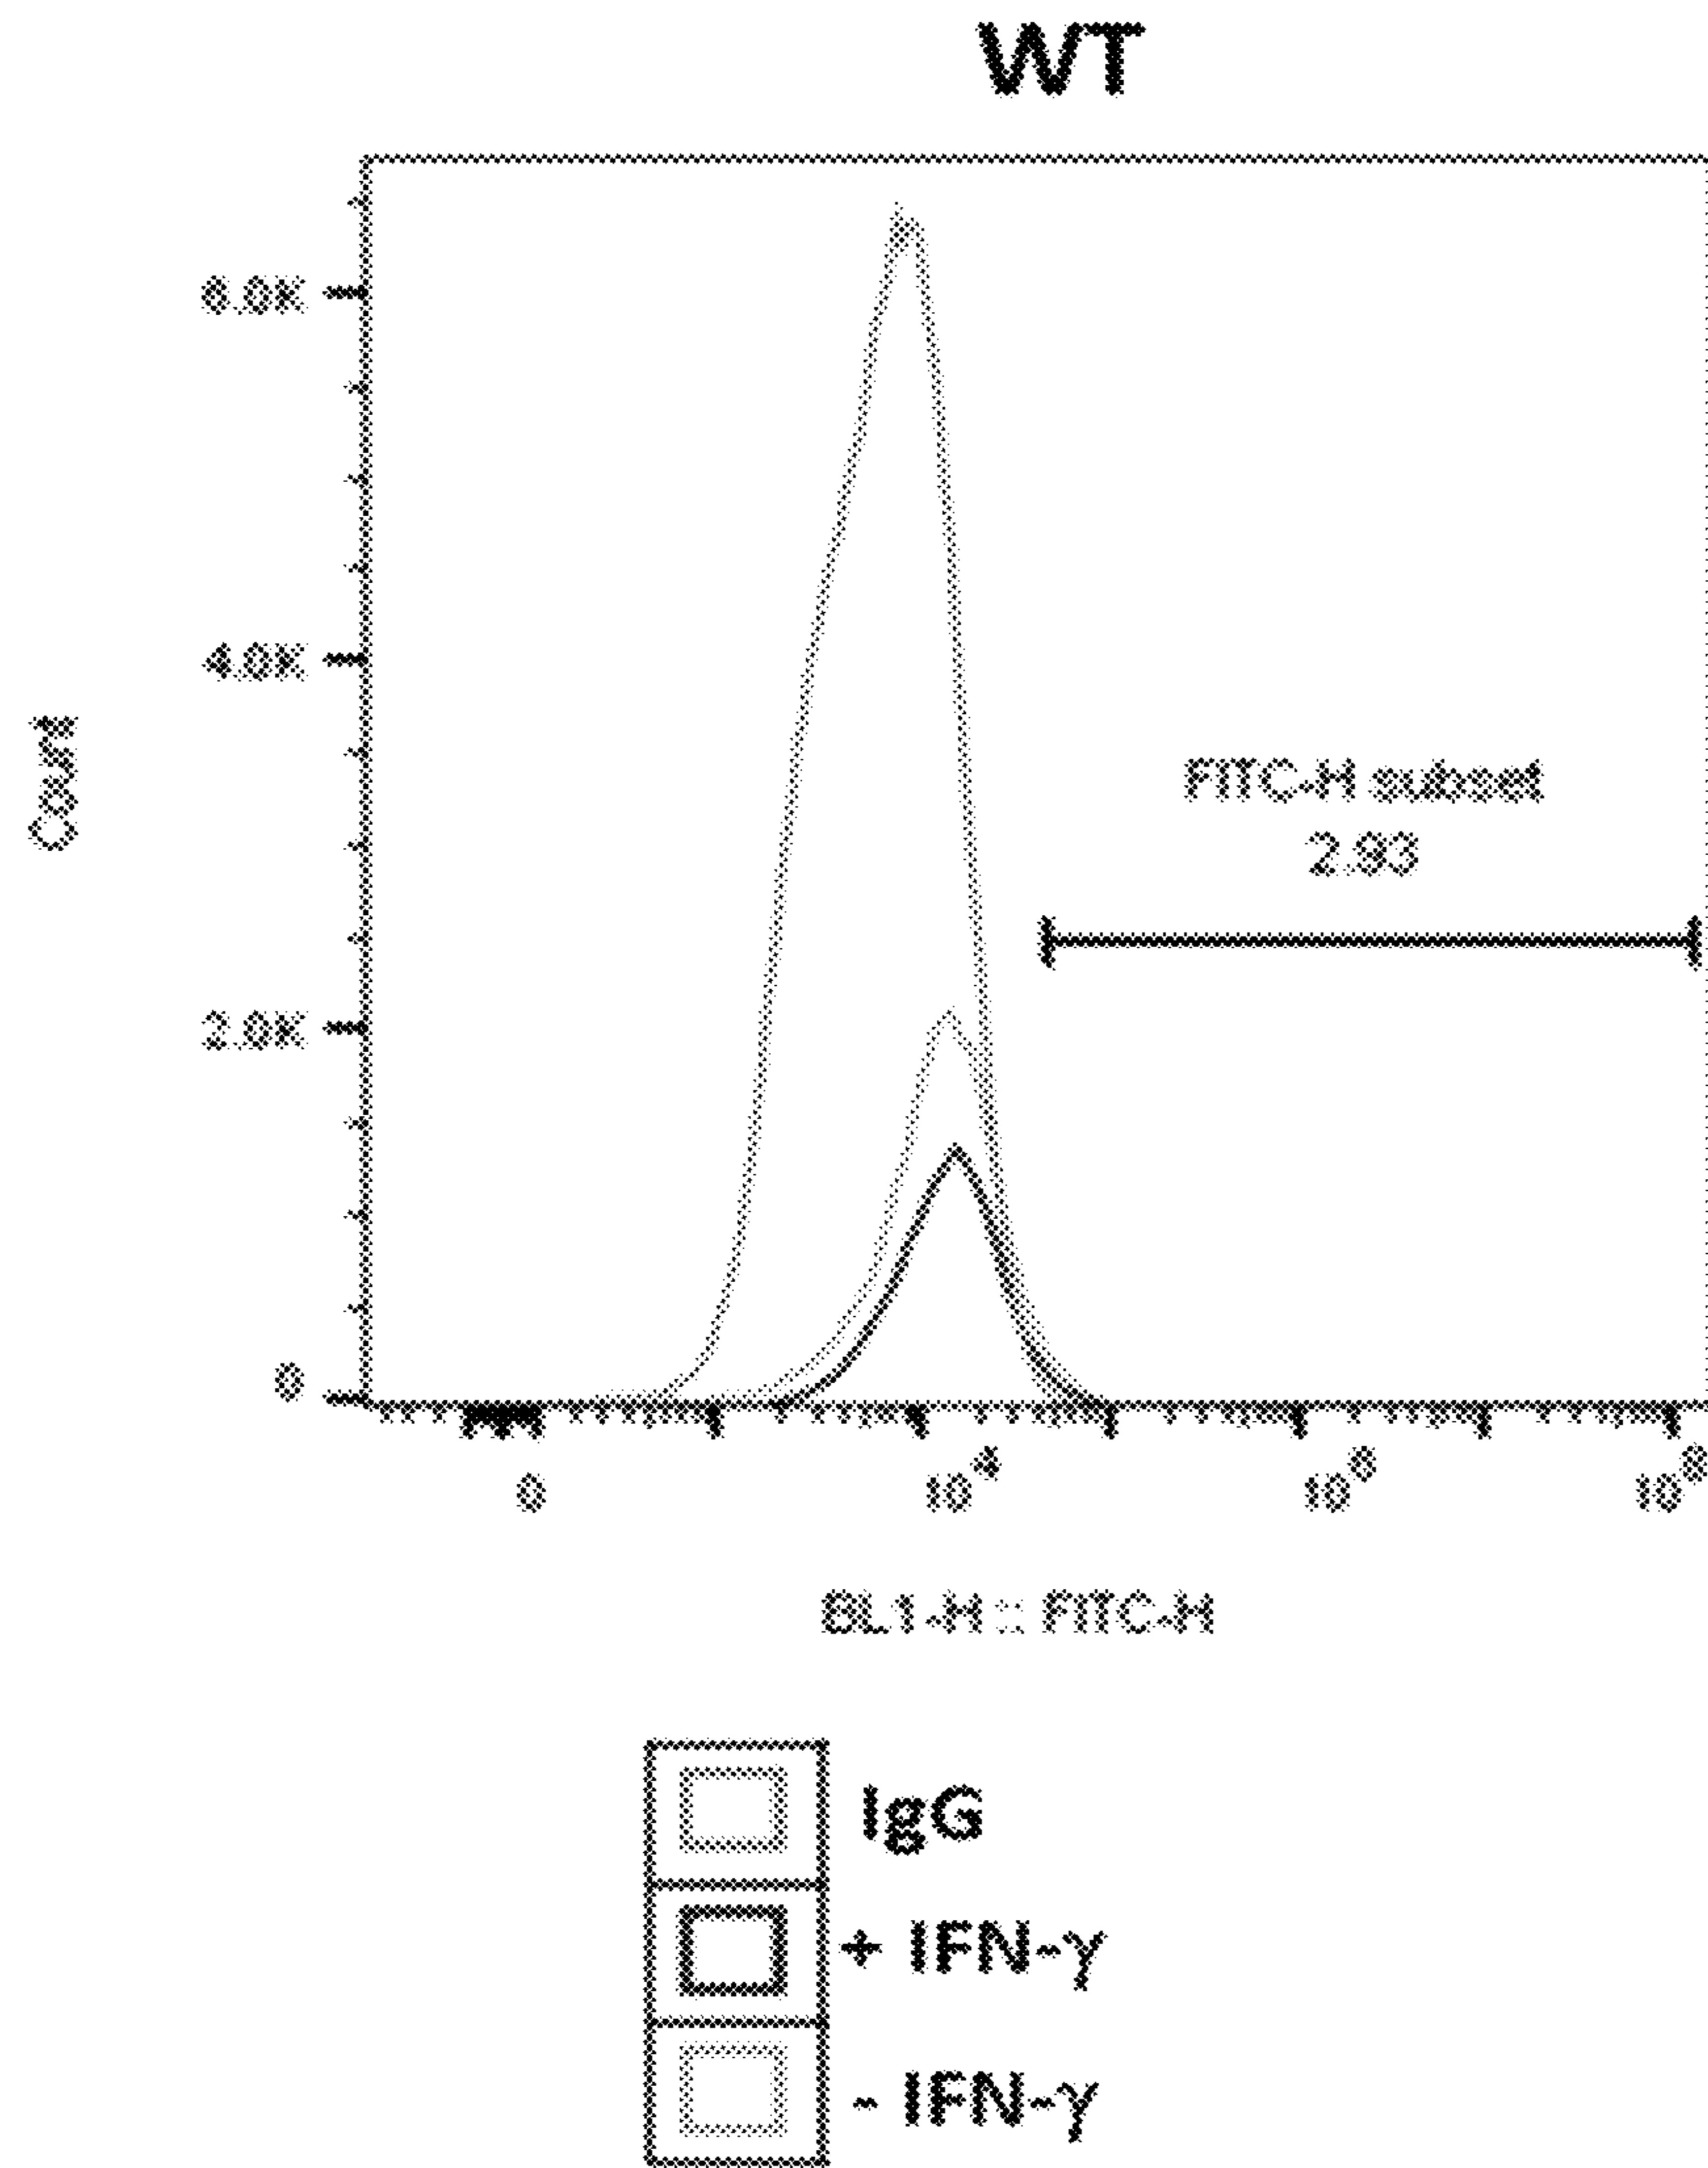 WT
Count
6.0K
4.0K
2.0K
0
FITC-H subset
2.93
0
10^4
10^6
10^8
BL1-H :: FITC-H
IgG
+ IFN-γ
- IFN-γ